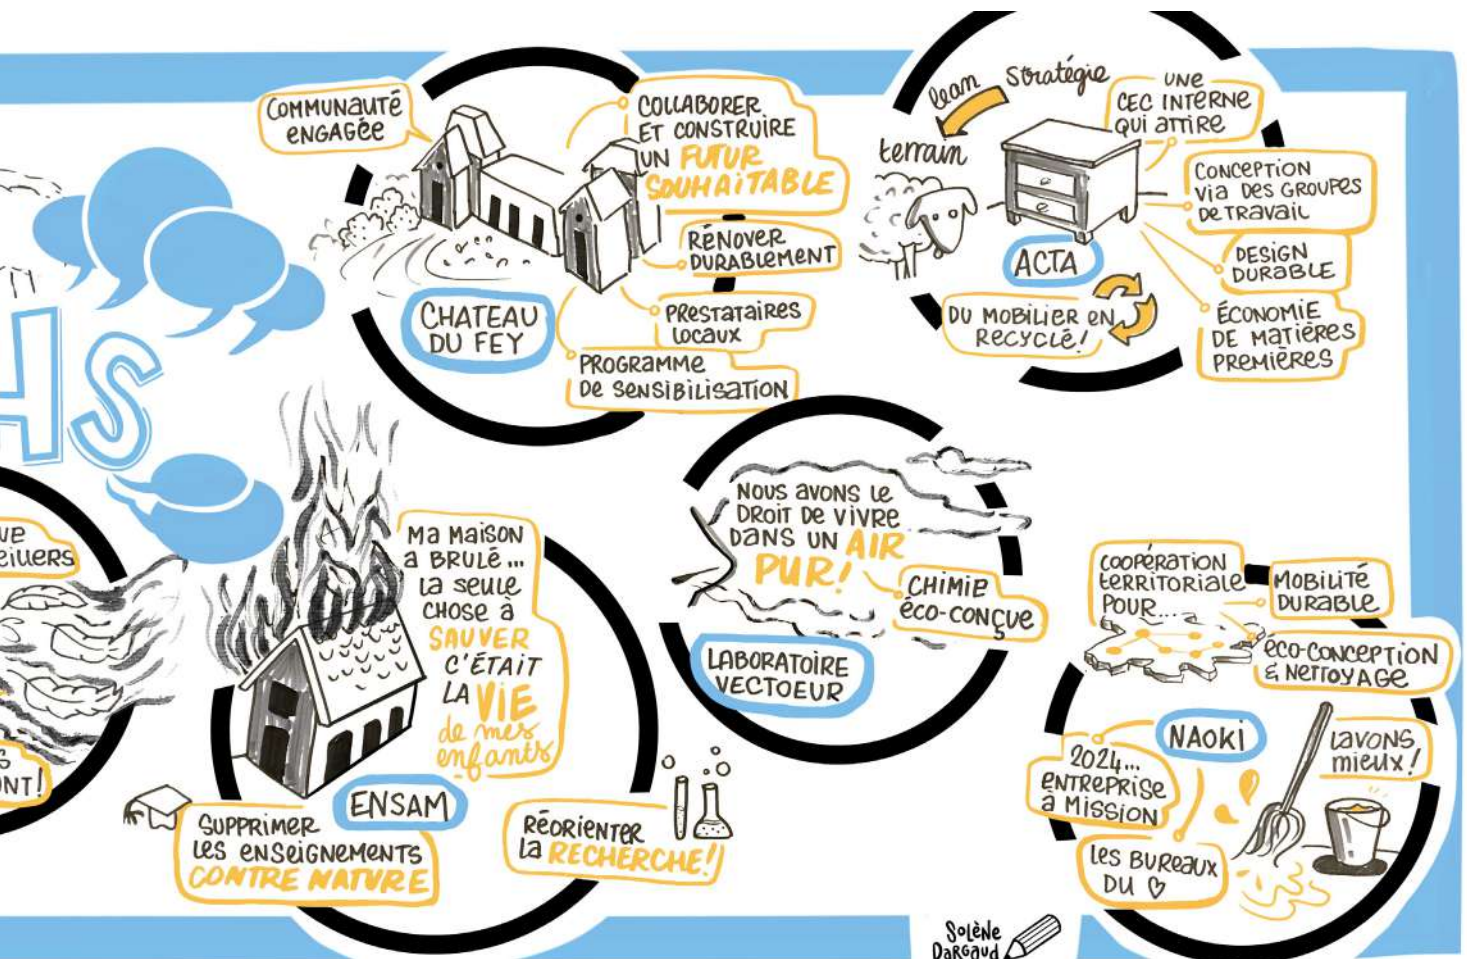 COMMUNAUTÉ
ENGAGÉE
COLLABORER
ET CONSTRUIRE
UN FUTUR
SOUHAITABLE
RÉNOVER
DURABLEMENT
PRESTATAIRES
LOCAUX
PROGRAMME
DE SENSIBILISATION
CHATEAU
DU FEY
lean
Stratégie
terrain
UNE
CEC INTERNE
QUI ATTIRE
CONCEPTION
VIA DES GROUPES
DE TRAVAIL
DESIGN
DURABLE
ÉCONOMIE
DE MATIÈRES
PREMIÈRES
ACTA
DU MOBILIER EN
RECYCLÉ!
HS
VE
EILLERS
S
NT!
MA MAISON
A BRULÉ...
LA SEULE
CHOSE À
SAUVER
C'ÉTAIT
LA VIE
de mes
enfants
ENSAM
SUPPRIMER
LES ENSEIGNEMENTS
CONTRE NATURE
RÉORIENTER
LA RECHERCHE!
NOUS AVONS LE
DROIT DE VIVRE
DANS UN AIR
PUR!
CHIMIE
ÉCO-CONÇUE
LABORATOIRE
VECTOEUR
COOPÉRATION
TERRITORIALE
POUR...
MOBILITÉ
DURABLE
ÉCO-CONCEPTION
& NETTOYAGE
NAOKI
LAVONS
MIEUX!
2024...
ENTREPRISE
À MISSION
LES BUREAUX
DU ♡
SOLÈNE
DARGAUD